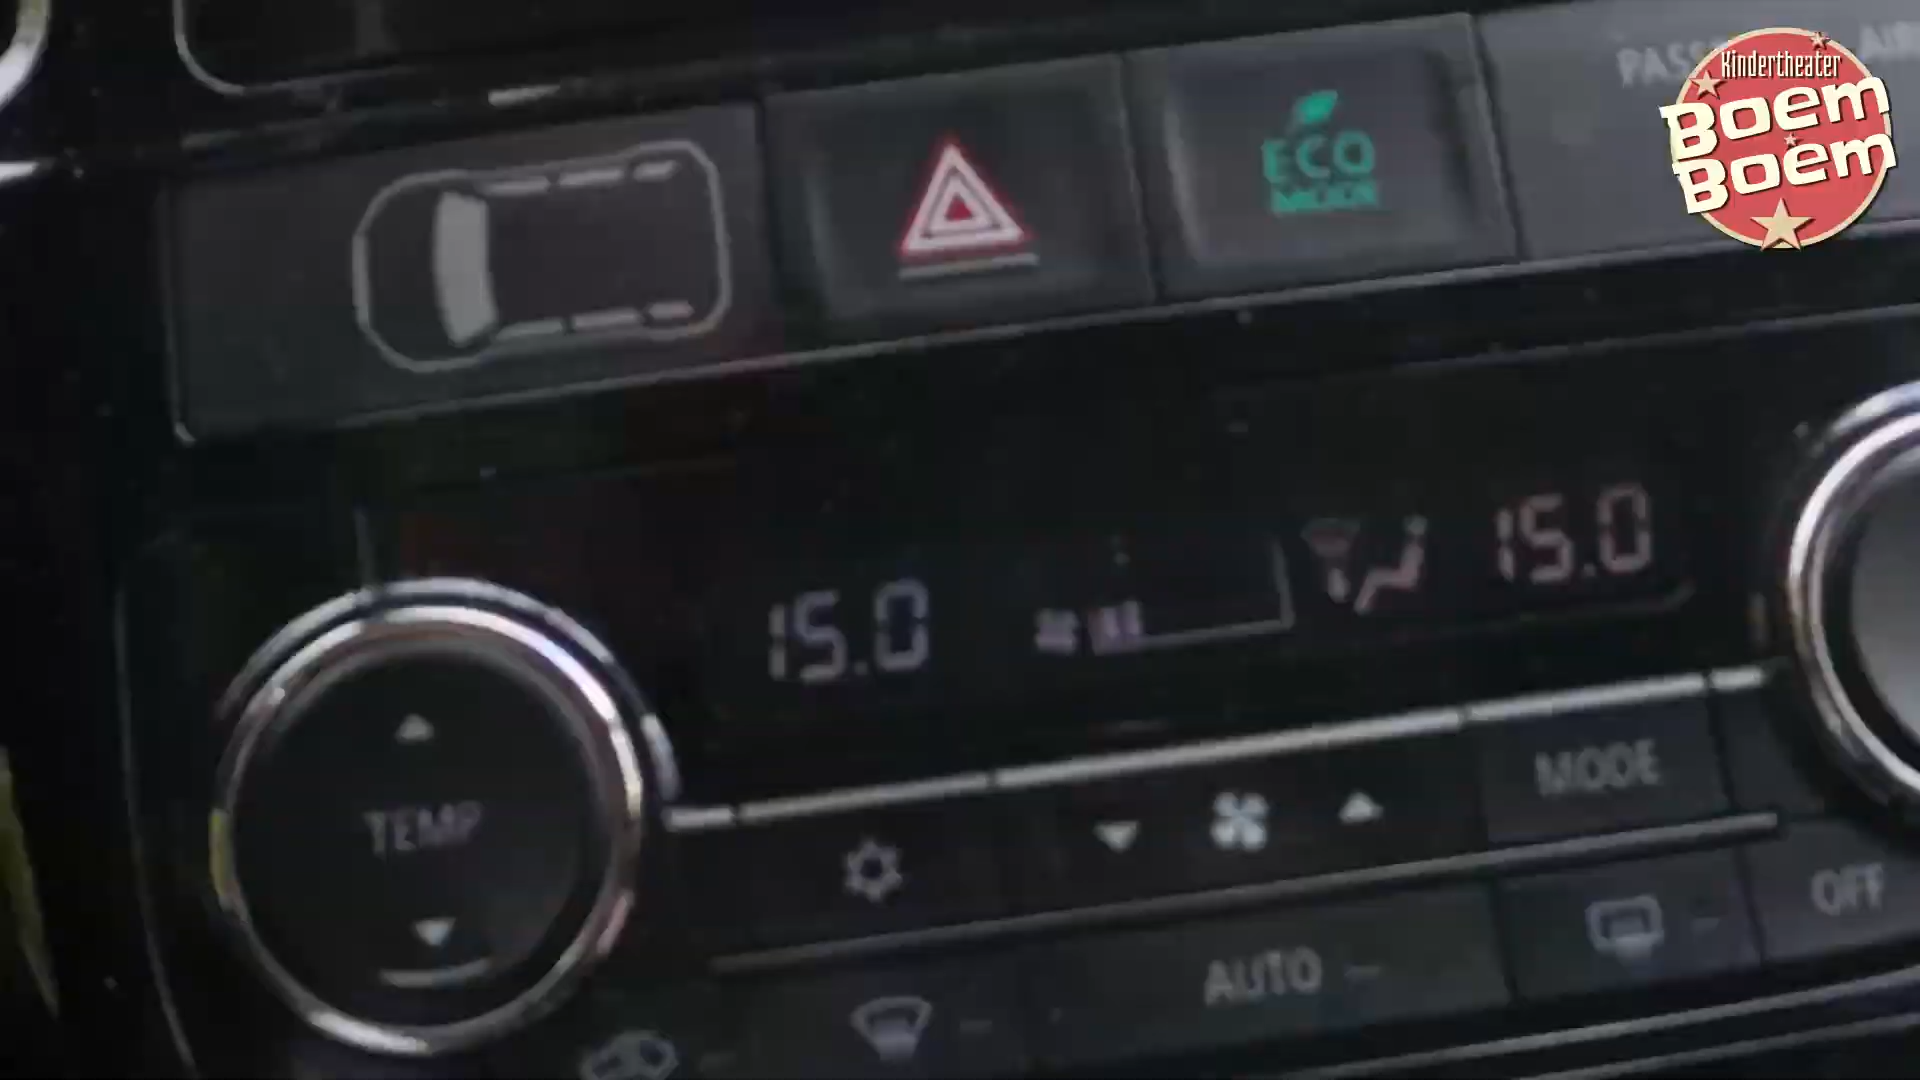 Kindertheater
BOEM
BOEM
ECO
MODE
15.0
15.0
TEMP
MODE
AUTO
OFF